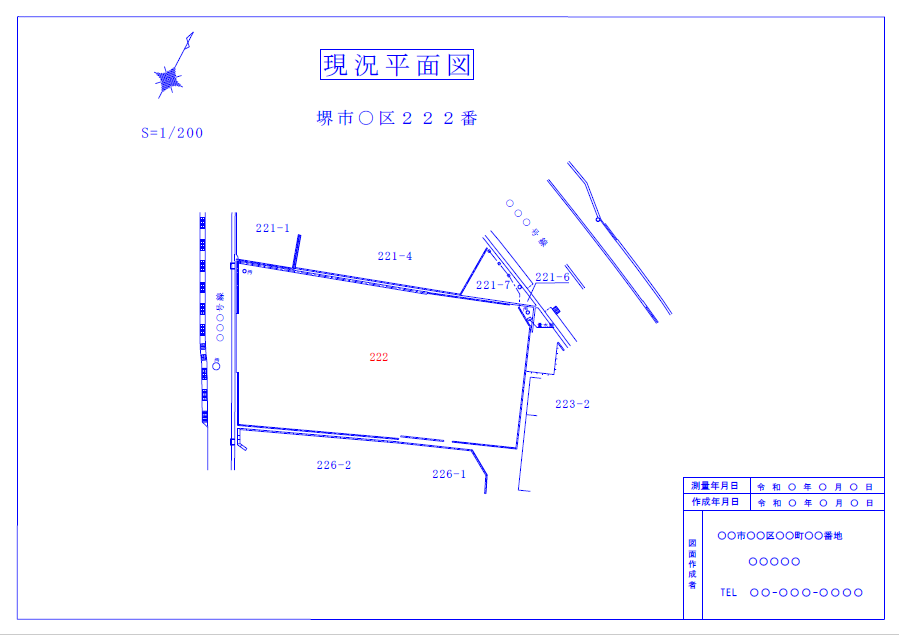 現況平面図
堺市〇区２２２番
S=1/200
〇〇〇号線
221-1
221-4
221-6
221-7
〇〇〇号線
222
223-2
226-2
226-1
測量年月日 令和〇年〇月〇日
作成年月日 令和〇年〇月〇日
図面作成者
〇〇市〇〇区〇〇町〇〇番地
〇〇〇〇〇
TEL 〇〇-〇〇〇-〇〇〇〇